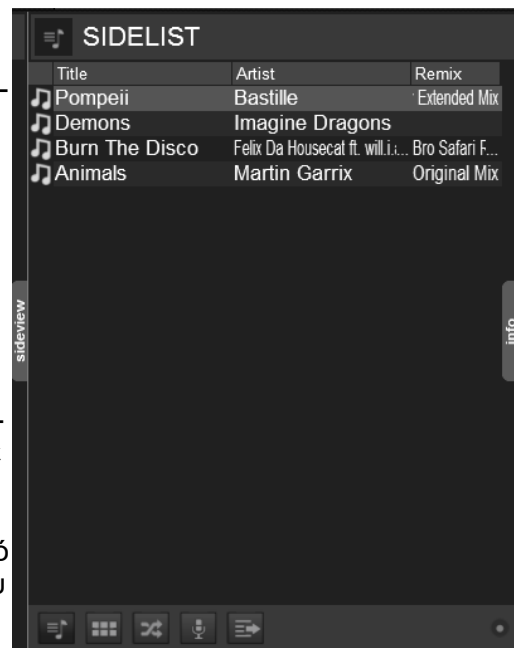 SIDELIST
Title Artist Remix
Pompeii Bastille Extended Mix
Demons Imagine Dragons
Burn The Disco Felix Da Housecat ft. will.i.... Bro Safari F...
Animals Martin Garrix Original Mix
sideview
info
ó